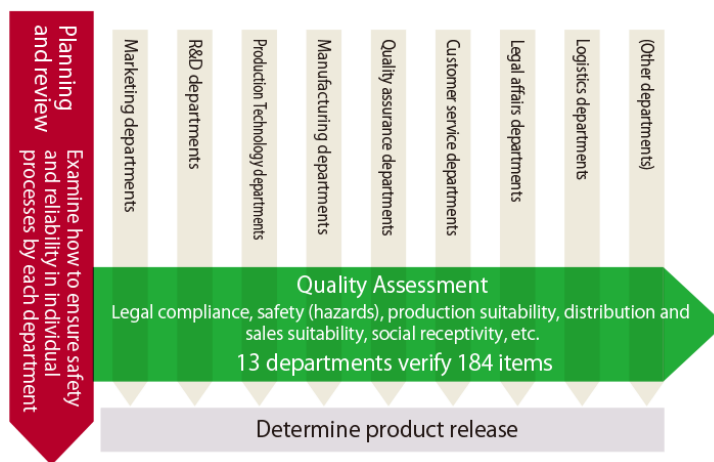 Planning
and review
Examine how to ensure safety
and reliability in individual
processes by each department
Marketing departments
R&D departments
Production Technology departments
Manufacturing departments
Quality assurance departments
Customer service departments
Legal affairs departments
Logistics departments
(Other departments)
Quality Assessment
Legal compliance, safety (hazards), production suitability, distribution and
sales suitability, social receptivity, etc.
13 departments verify 184 items
Determine product release